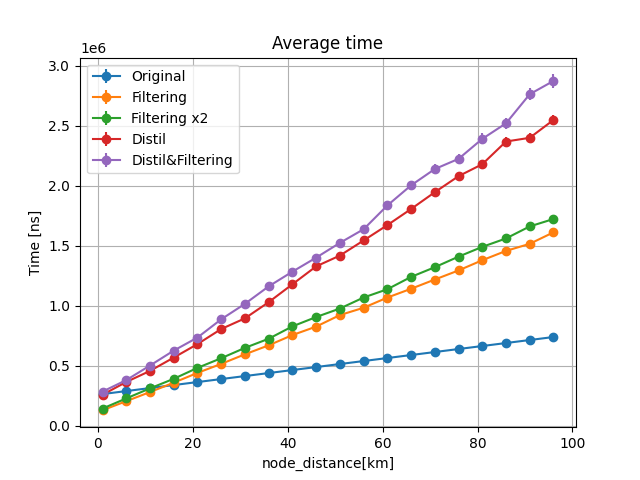 Average time
1e6
3.0
2.5
2.0
1.5
1.0
0.5
0.0
Time [ns]
Original
Filtering
Filtering x2
Distil
Distil&Filtering
0 20 40 60 80 100
node_distance[km]